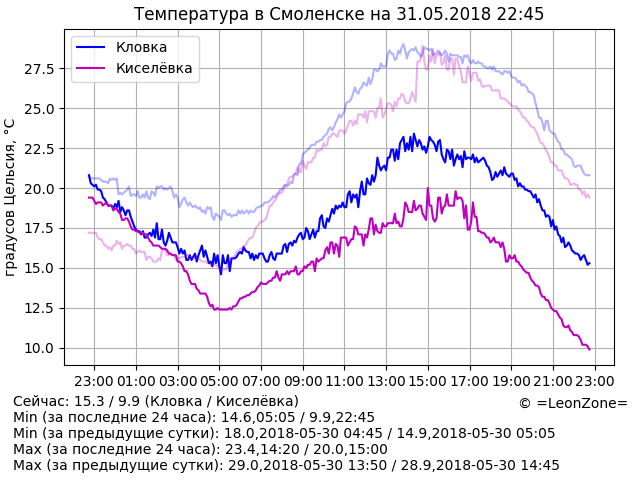 Температура в Смоленске на 31.05.2018 22:45
Кловка
Киселёвка
градусов Цельсия, °C
27.5
25.0
22.5
20.0
17.5
15.0
12.5
10.0
23:00 01:00 03:00 05:00 07:00 09:00 11:00 13:00 15:00 17:00 19:00 21:00 23:00
Сейчас: 15.3 / 9.9 (Кловка / Киселёвка)
© =LeonZone=
Min (за последние 24 часа): 14.6,05:05 / 9.9,22:45
Min (за предыдущие сутки): 18.0,2018-05-30 04:45 / 14.9,2018-05-30 05:05
Max (за последние 24 часа): 23.4,14:20 / 20.0,15:00
Max (за предыдущие сутки): 29.0,2018-05-30 13:50 / 28.9,2018-05-30 14:45